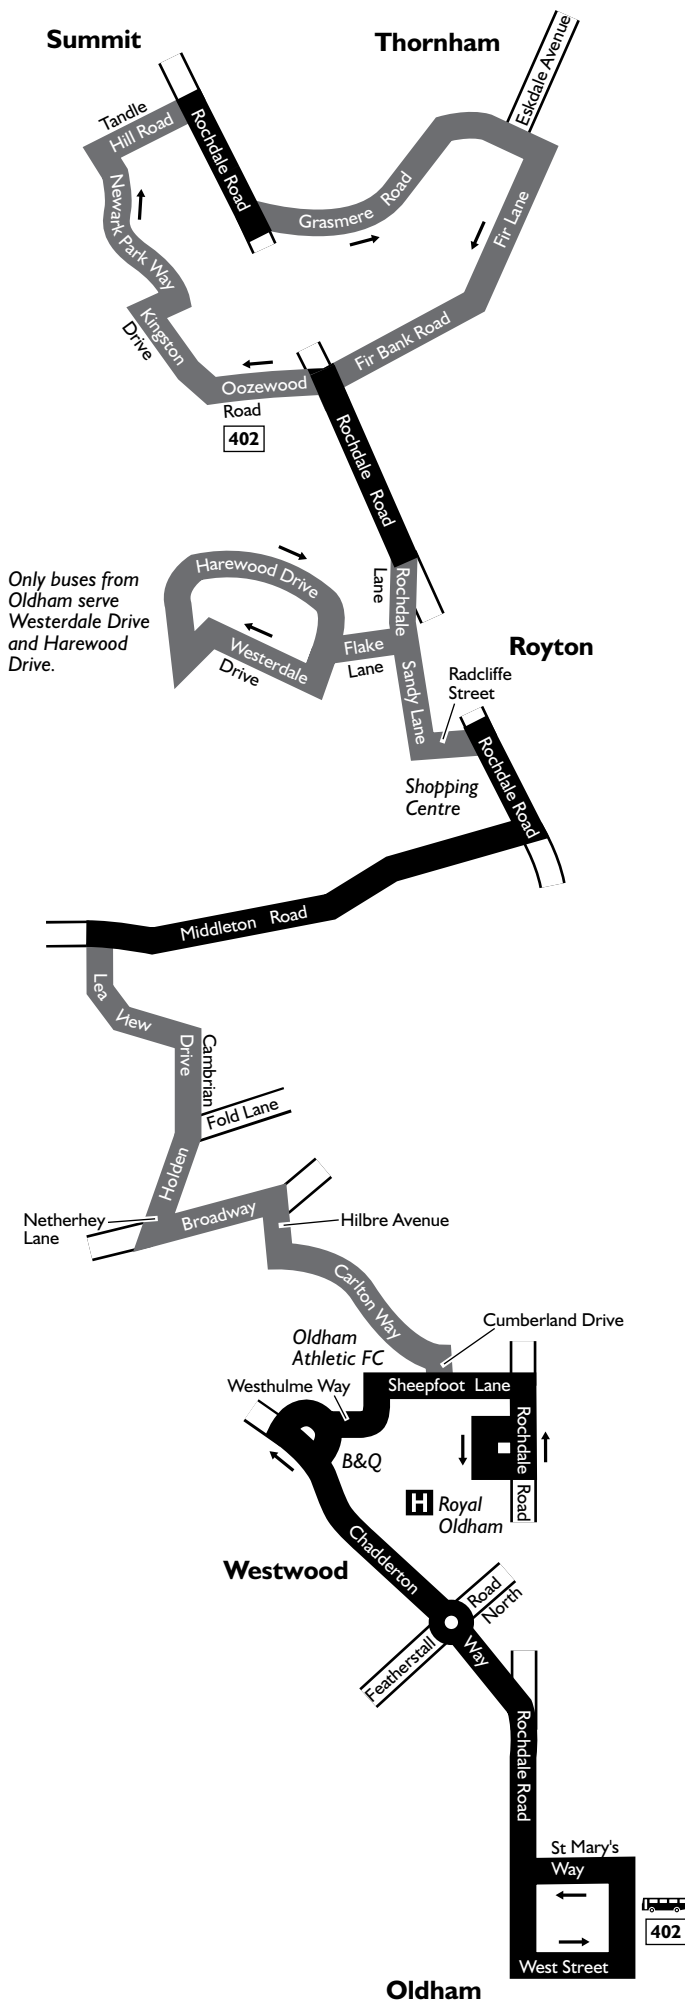 Summit
Thornham
Eskdale Avenue
Tandle
Hill Road
Rochdale Road
Newark Park Way
Grasmere Road
Fir Lane
Kingston
Drive
Fir Bank Road
Oozewood
Road
402
Rochdale Road
Only buses from
Oldham serve
Westerdale Drive
and Harewood
Drive.
Harewood Drive
Westerdale
Drive
Rochdale
Lane
Flake
Lane
Sandy Lane
Royton
Radcliffe
Street
Rochdale Road
Shopping
Centre
Middleton Road
Lea View Drive
Cambrian
Fold Lane
Holden
Netherhey
Lane
Broadway
Hilbre Avenue
Carlton Way
Cumberland Drive
Oldham
Athletic FC
Westhulme Way
Sheepfoot Lane
Rochdale Road
B&Q
H
Royal
Oldham
Westwood
Chadderton Way
Road
North
Featherstall
Rochdale Road
St Mary's
Way
402
West Street
Oldham